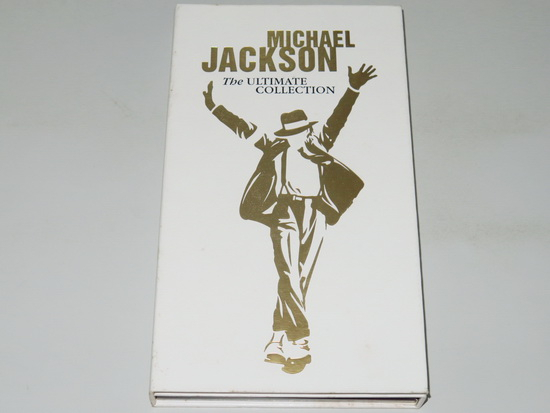 MICHAEL
JACKSON
The ULTIMATE
COLLECTION